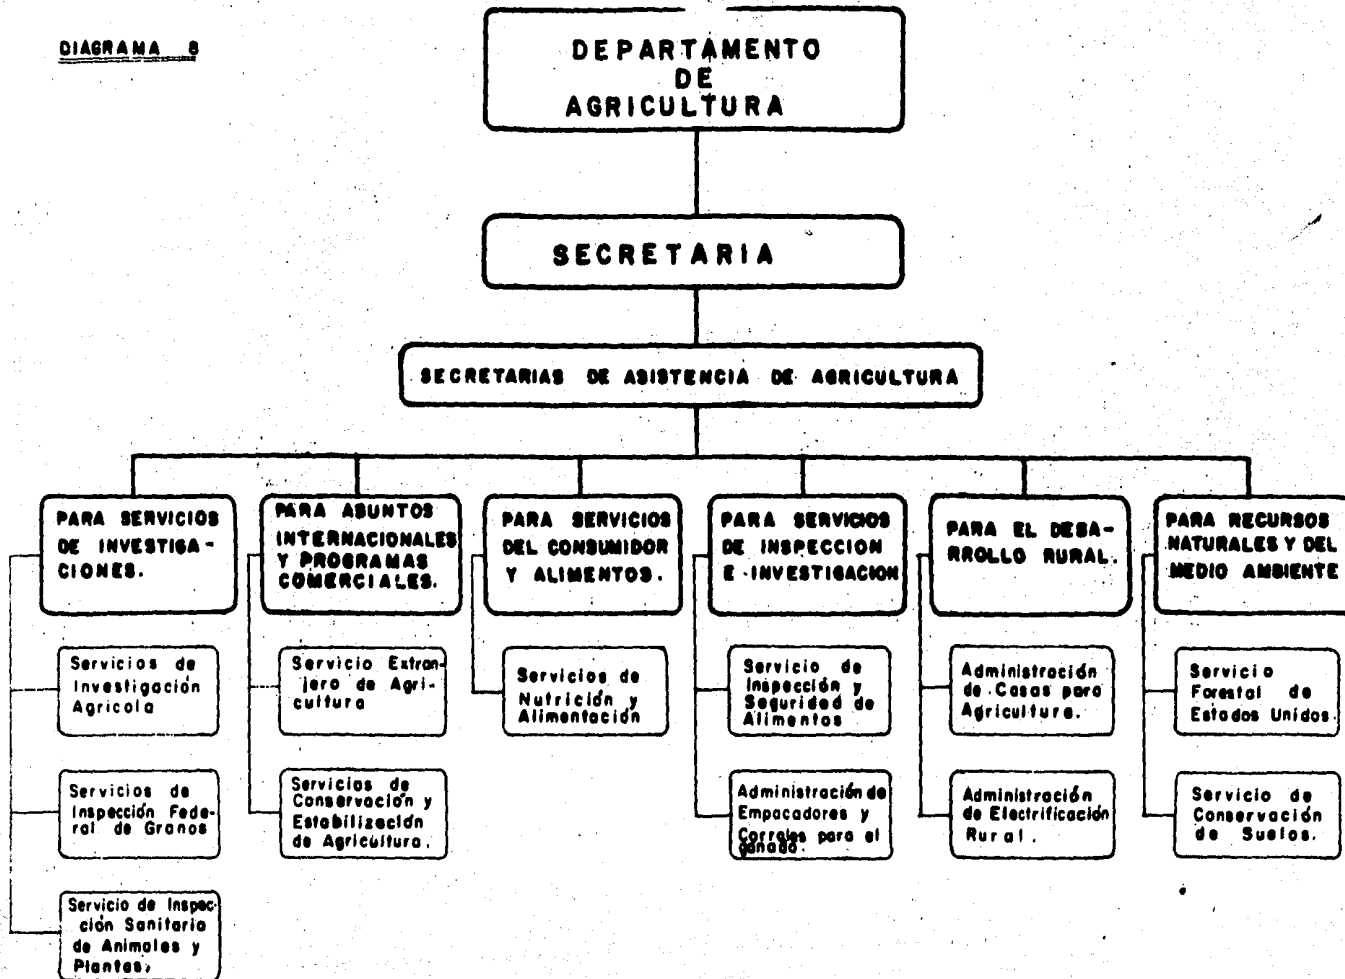 DIAGRAMA 8
DEPARTAMENTO
DE
AGRICULTURA
SECRETARIA
SECRETARIAS DE ASISTENCIA DE AGRICULTURA
PARA SERVICIOS
DE INVESTIGA-
CIONES.
Servicios de
Investigación
Agrícola
Servicios de
Inspección Fede-
ral de Granos
Servicio de Inspec-
ción Sanitaria
de Animales y
Plantas.
PARA ASUNTOS
INTERNACIONALES
Y PROGRAMAS
COMERCIALES.
Servicio Extran-
jero de Agri-
cultura
Servicios de
Conservación y
Estabilización
de Agricultura.
PARA SERVICIOS
DEL CONSUMIDOR
Y ALIMENTOS.
Servicios de
Nutrición y
Alimentación
PARA SERVICIOS
DE INSPECCION
E INVESTIGACION
Servicio de
Inspección y
Seguridad de
Alimentos
Administración de
Empacadores y
Corrales para el
ganado.
PARA EL DESA-
RROLLO RURAL.
Administración
de Casas para
Agricultura.
Administración
de Electrificación
Rural.
PARA RECURSOS
NATURALES Y DEL
MEDIO AMBIENTE
Servicio
Forestal de
Estados Unidos.
Servicio de
Conservación
de Suelos.